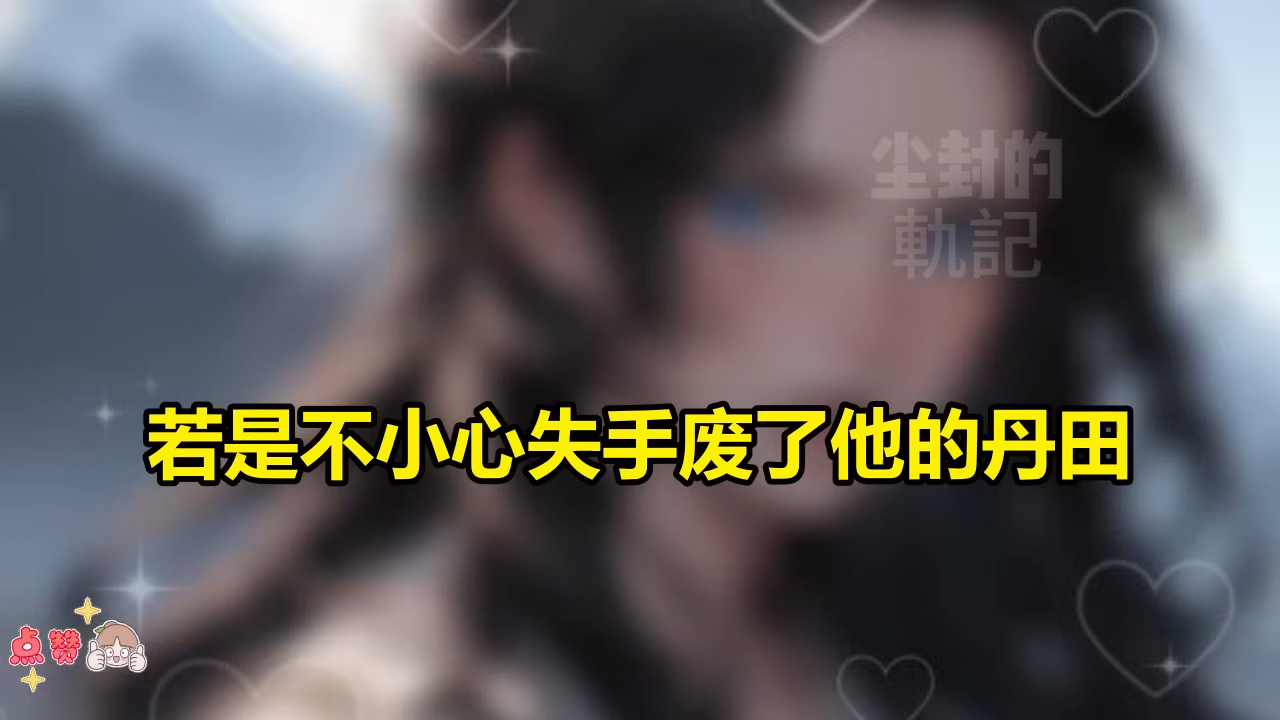 尘封的
軌記
若是不小心失手废了他的丹田
点赞